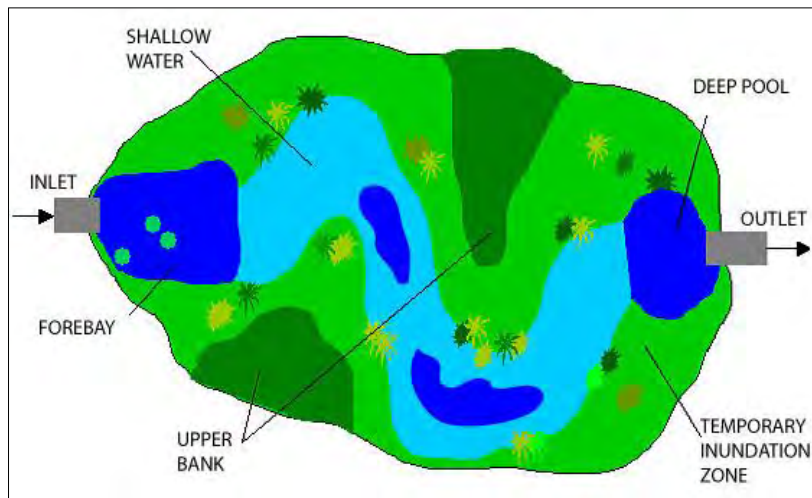 SHALLOW
WATER
DEEP POOL
INLET
OUTLET
FOREBAY
UPPER
BANK
TEMPORARY
INUNDATION
ZONE